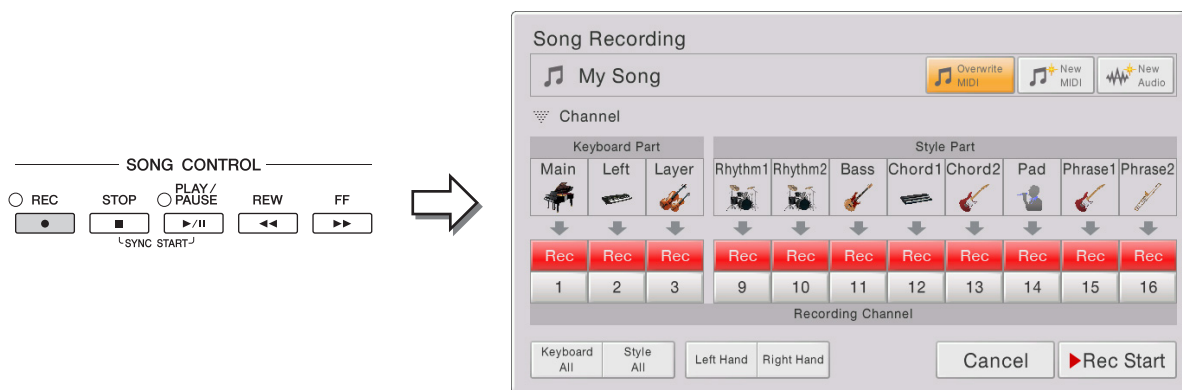 SONG CONTROL
REC STOP PLAY/PAUSE REW FF
SYNC START
Song Recording
My Song
Overwrite MIDI
New MIDI
New Audio
Channel
Keyboard Part Style Part
Main Left Layer Rhythm1 Rhythm2 Bass Chord1 Chord2 Pad Phrase1 Phrase2
Rec Rec Rec Rec Rec Rec Rec Rec Rec Rec Rec
1 2 3 9 10 11 12 13 14 15 16
Recording Channel
Keyboard All
Style All
Left Hand Right Hand
Cancel Rec Start